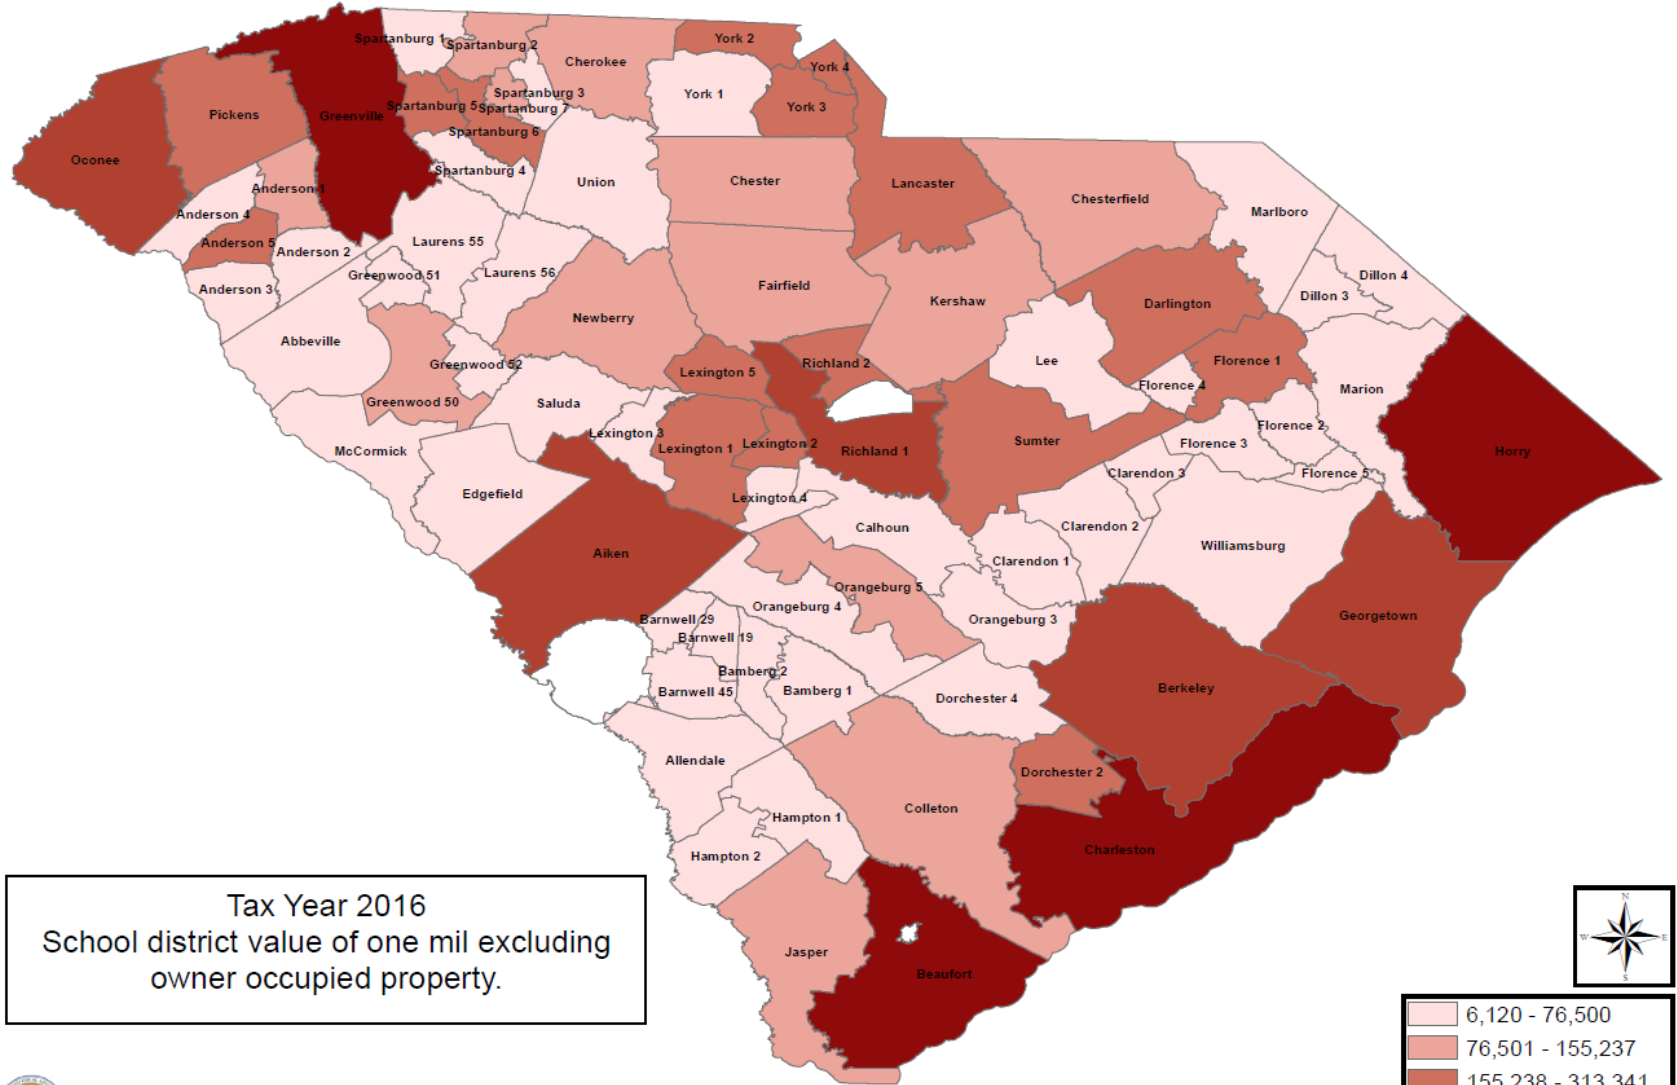 Spartanburg 1
Spartanburg 2
Cherokee
York 2
York 4
York 1
York 3
Spartanburg 3
Spartanburg 5
Spartanburg 7
Spartanburg 6
Spartanburg 4
Pickens
Greenville
Oconee
Anderson 1
Anderson 4
Anderson 5
Anderson 2
Anderson 3
Union
Chester
Lancaster
Chesterfield
Marlboro
Laurens 55
Laurens 56
Greenwood 51
Dillon 4
Dillon 3
Fairfield
Kershaw
Darlington
Newberry
Abbeville
Greenwood 52
Greenwood 50
Lexington 5
Richland 2
Lee
Florence 1
Florence 4
Marion
Saluda
Lexington 3
Lexington 1
Lexington 2
Richland 1
Sumter
Florence 3
Florence 2
Florence 5
Horry
McCormick
Edgefield
Lexington 4
Calhoun
Clarendon 3
Clarendon 2
Clarendon 1
Williamsburg
Aiken
Orangeburg 5
Orangeburg 4
Orangeburg 3
Georgetown
Barnwell 29
Barnwell 19
Bamberg 2
Barnwell 45
Bamberg 1
Dorchester 4
Berkeley
Allendale
Dorchester 2
Colleton
Hampton 1
Hampton 2
Charleston
Jasper
Beaufort
Tax Year 2016
School district value of one mil excluding
owner occupied property.
N
W
E
S
6,120 - 76,500
76,501 - 155,237
155,238 - 313,341